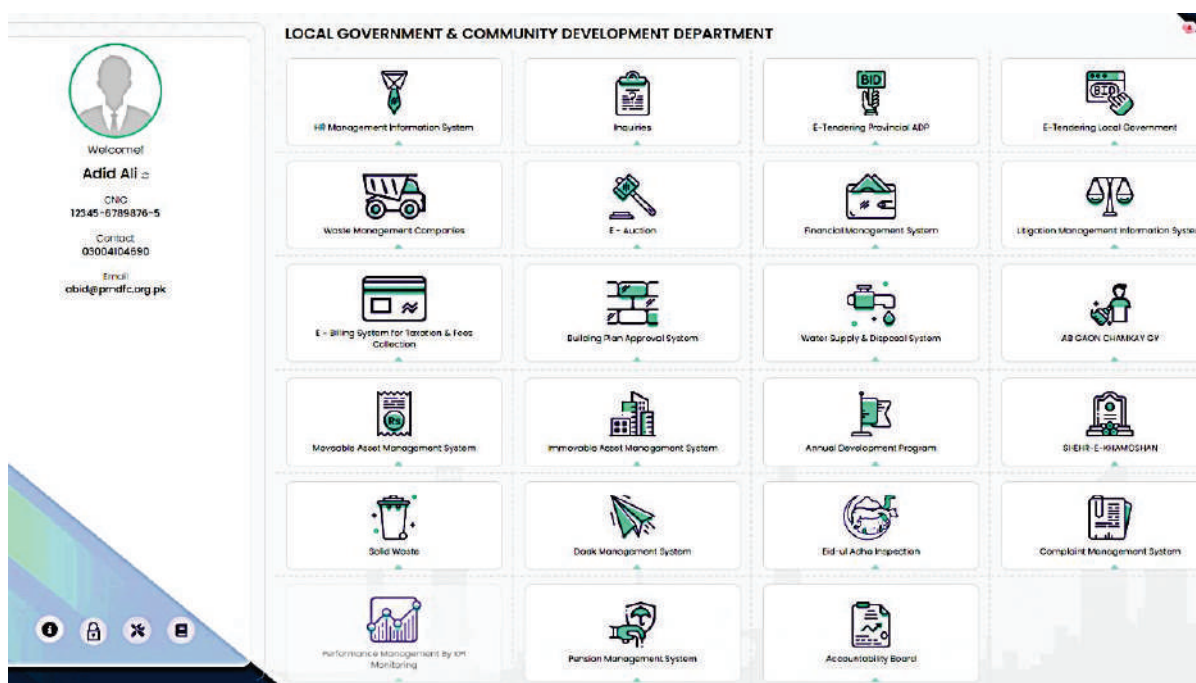 LOCAL GOVERNMENT & COMMUNITY DEVELOPMENT DEPARTMENT
Welcome!
Adid Ali
CNIC
12345-6789876-5
Contact
03004104690
Email
abid@pmdfc.org.pk
HR Management Information System
Inquiries
BID
E-Tendering Provincial ADP
BID
E-Tendering Local Government
Waste Management Companies
E - Auction
Financial Management System
Litigation Management Information Syste
E - Billing System for Taxation & Fees
Collection
Building Plan Approval System
Water Supply & Disposal System
AB GAON CHAMKAY GY
Rs
Moveable Asset Management System
Immovable Asset Management System
Annual Development Program
SHEHR-E-KHAMOSHAN
Solid Waste
Daak Management System
Eid-ul Adha Inspection
Complaint Management System
Performance Management By KPI
Monitoring
Pension Management System
Accountability Board